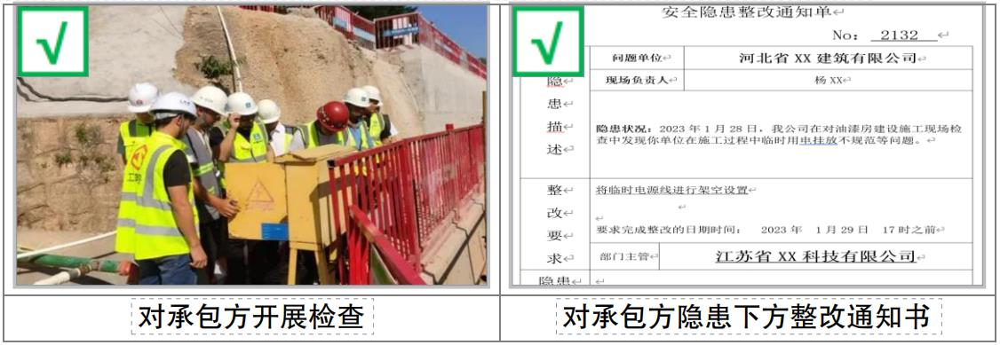 √
√
安全隐患整改通知单
No: 2132
问题单位
河北省 XX 建筑有限公司
隐患描述
现场负责人
杨 XX
隐患状况：2023 年 1 月 28 日，我公司在对油漆房建设施工现场检
查中发现你单位在施工过程中临时用电挂放不规范等问题。
整改要求
将临时电源线进行架空设置
要求完成整改的日期时间： 2023 年 1 月 29 日 17 时之前
部门主管
江苏省 XX 科技有限公司
隐患
对承包方开展检查
对承包方隐患下方整改通知书